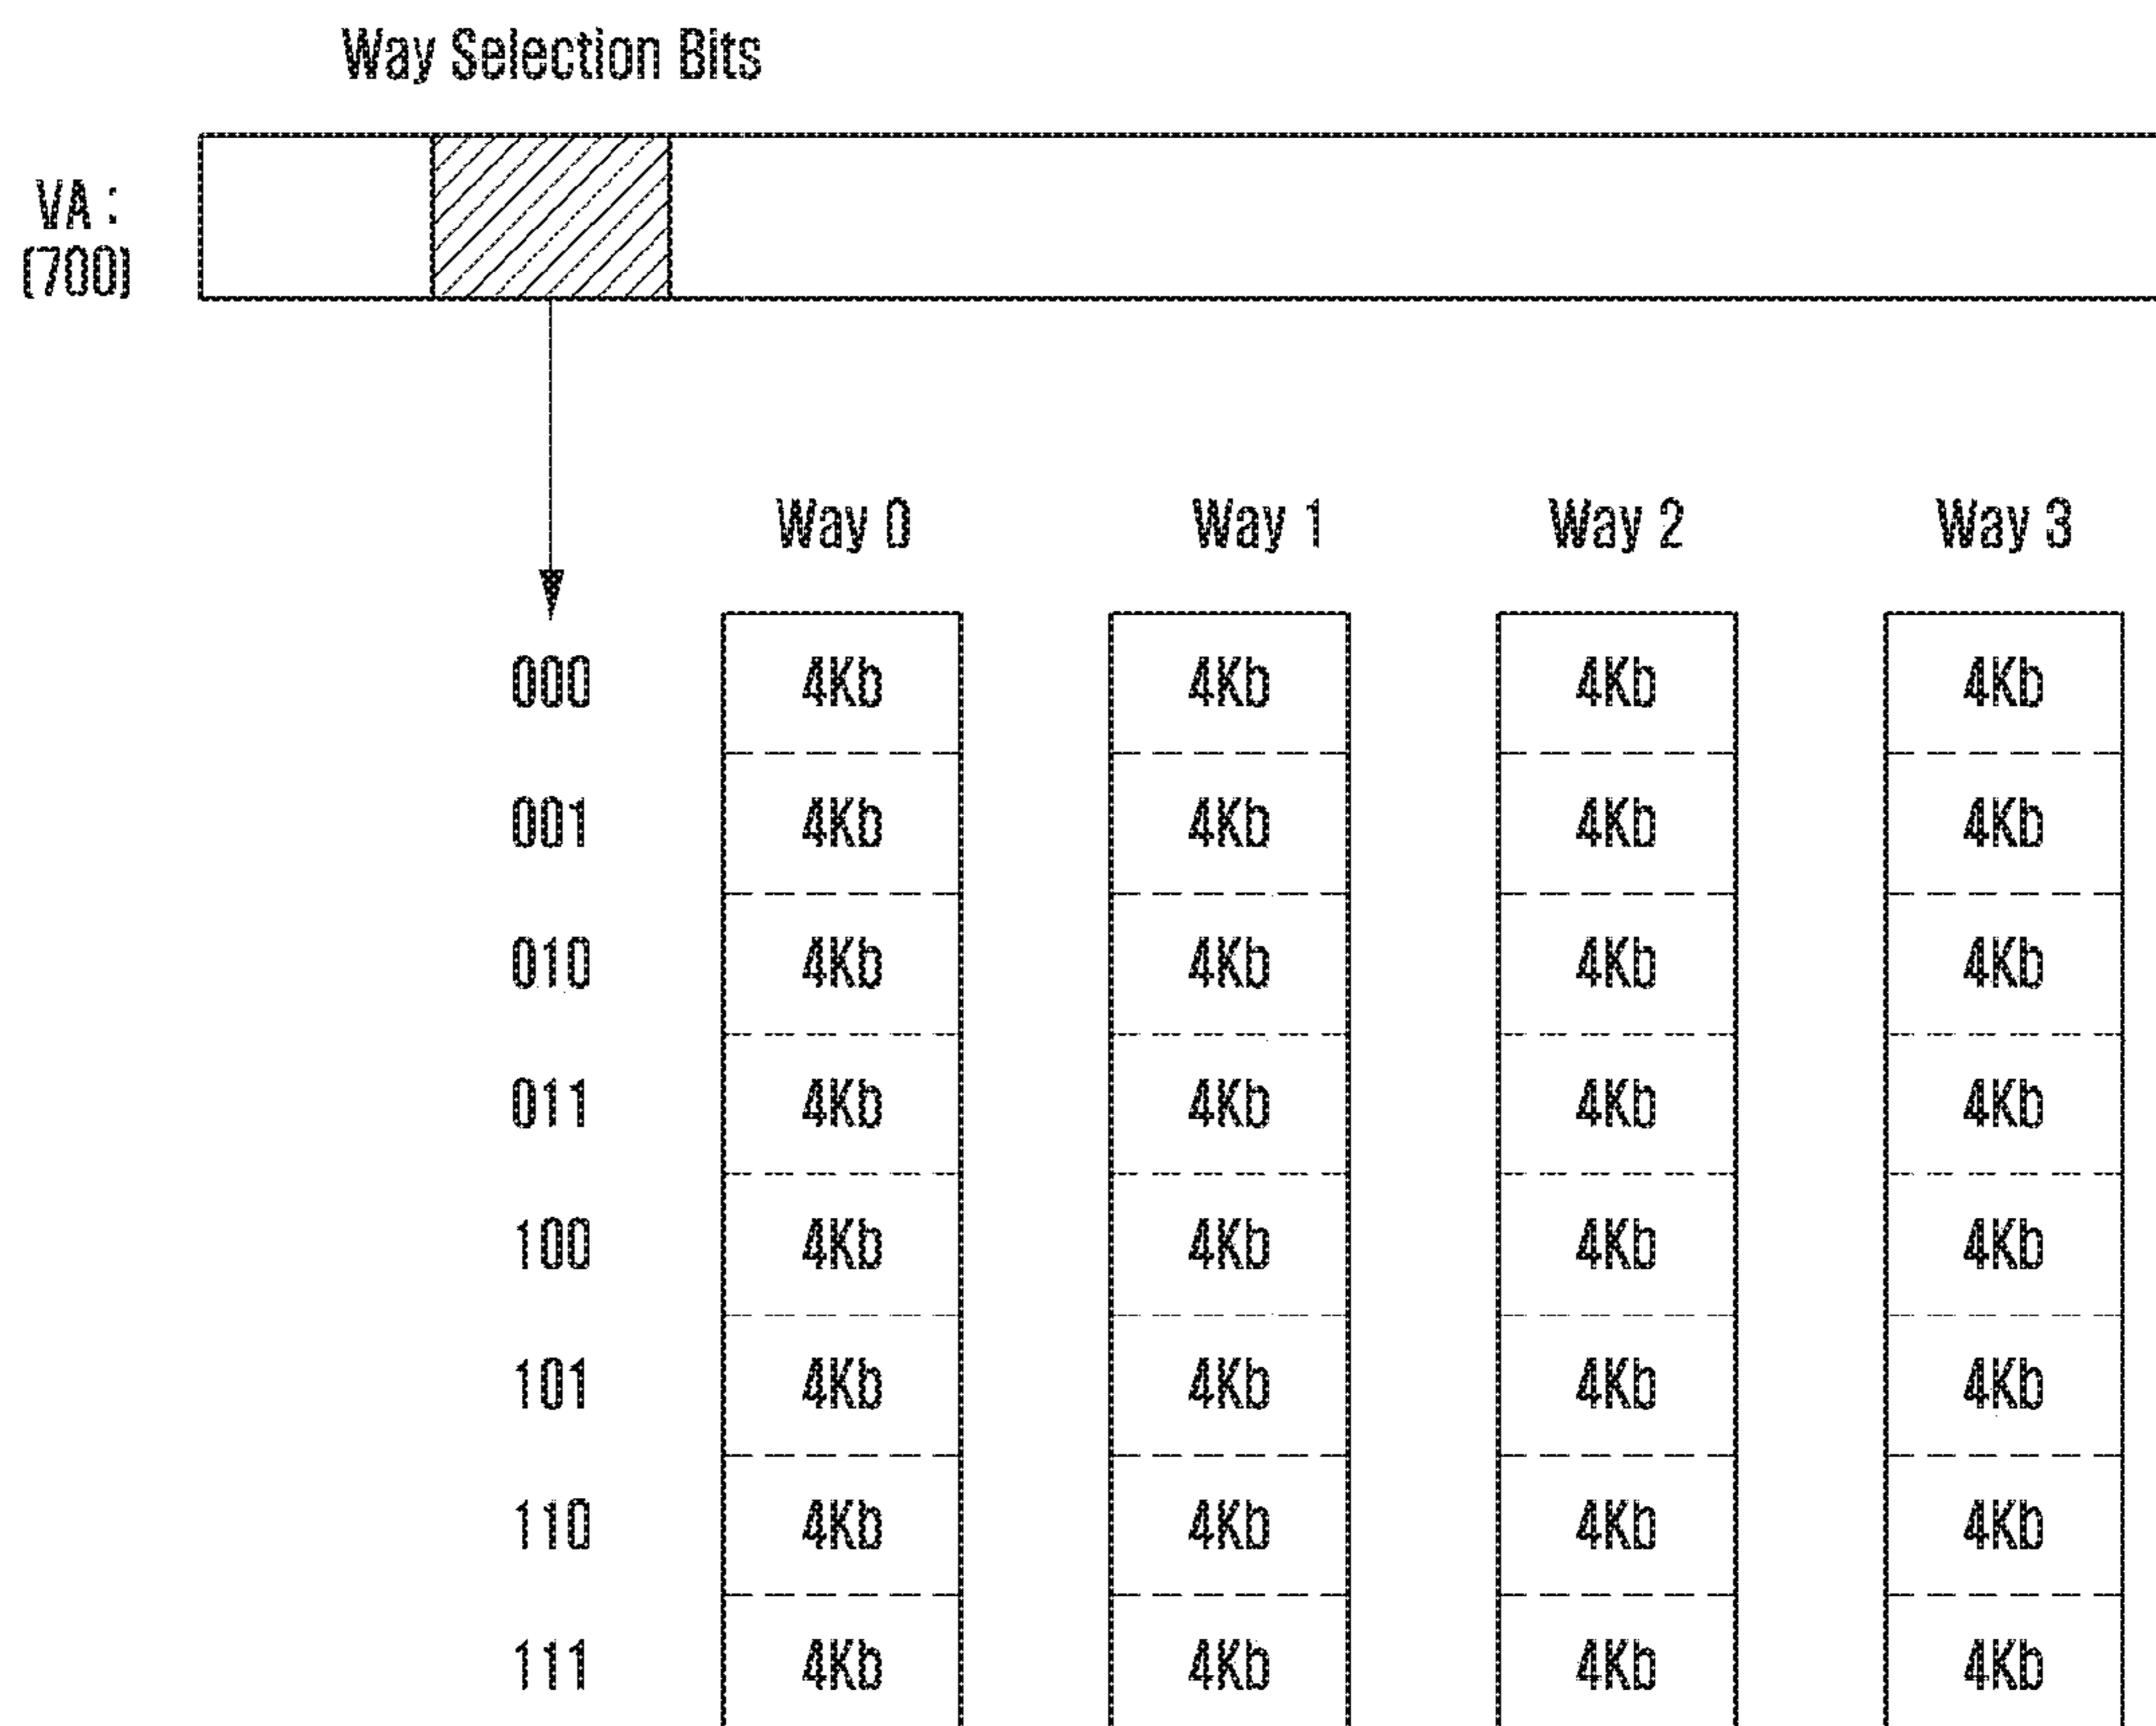 Way Selection Bits
VA :
(700)
Way 0 Way 1 Way 2 Way 3
000 4Kb 4Kb 4Kb 4Kb
001 4Kb 4Kb 4Kb 4Kb
010 4Kb 4Kb 4Kb 4Kb
011 4Kb 4Kb 4Kb 4Kb
100 4Kb 4Kb 4Kb 4Kb
101 4Kb 4Kb 4Kb 4Kb
110 4Kb 4Kb 4Kb 4Kb
111 4Kb 4Kb 4Kb 4Kb